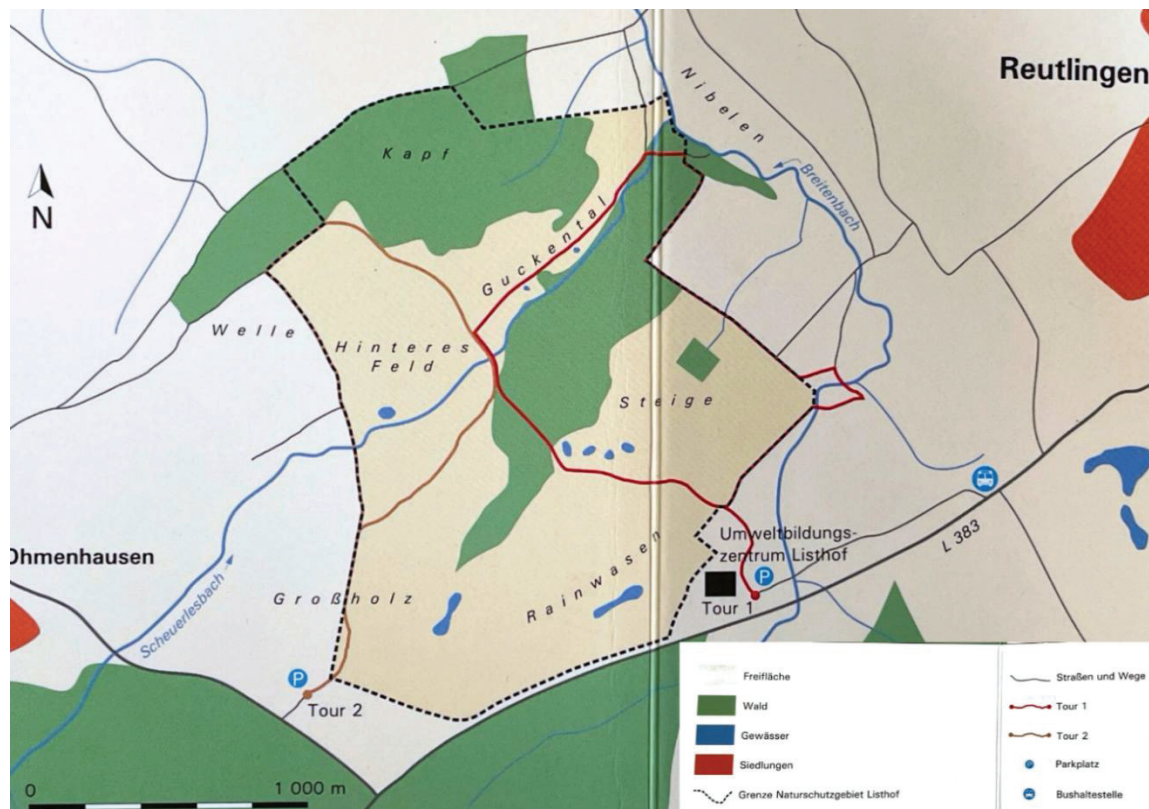 Reutlingen
Nibelen
Kapf
Breitenbach
N
Guckental
Welle
Hinteres
Feld
Steige
Ohmenhausen
Umweltbildungs-
zentrum Listhof
L 383
P
Rainwasen
Großholz
Tour 1
Scheuerlesbach
P
Tour 2
0
1 000 m
Freifläche
Wald
Gewässer
Siedlungen
Grenze Naturschutzgebiet Listhof
Straßen und Wege
Tour 1
Tour 2
Parkplatz
Bushaltestelle